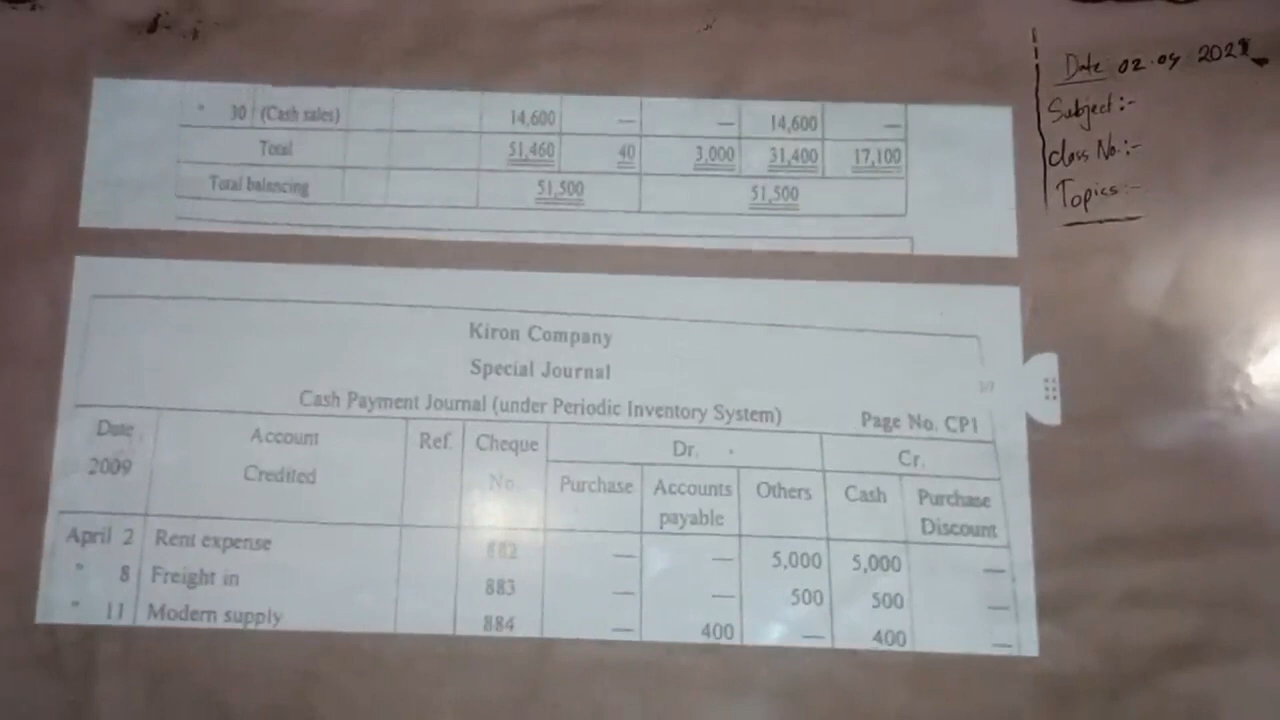 " 30 (Cash sales) 14,600 — — 14,600 —
Total 51,460 40 3,000 31,400 17,100
Total balancing 51,500 51,500
Kiron Company
Special Journal
Cash Payment Journal (under Periodic Inventory System) Page No. CP1
Date Account Ref. Cheque Dr. Cr.
2009 Credited No. Purchase Accounts Others Cash Purchase
payable Discount
April 2 Rent expense 882 — — 5,000 5,000 —
" 8 Freight in 883 — — 500 500 —
" 11 Modern supply 884 — 400 — 400 —
Date 02.04
Subject :-
Class No. :-
Topics :-